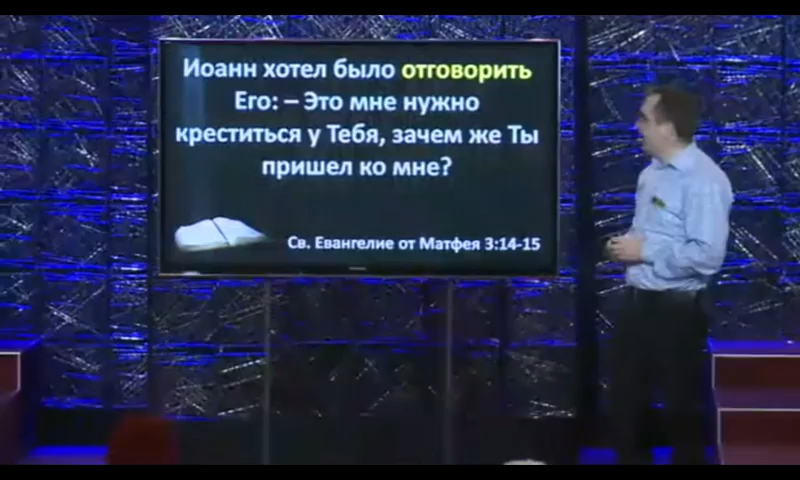 Иоанн хотел было отговорить
Его: – Это мне нужно
креститься у Тебя, зачем же Ты
пришел ко мне?
Св. Евангелие от Матфея 3:14-15